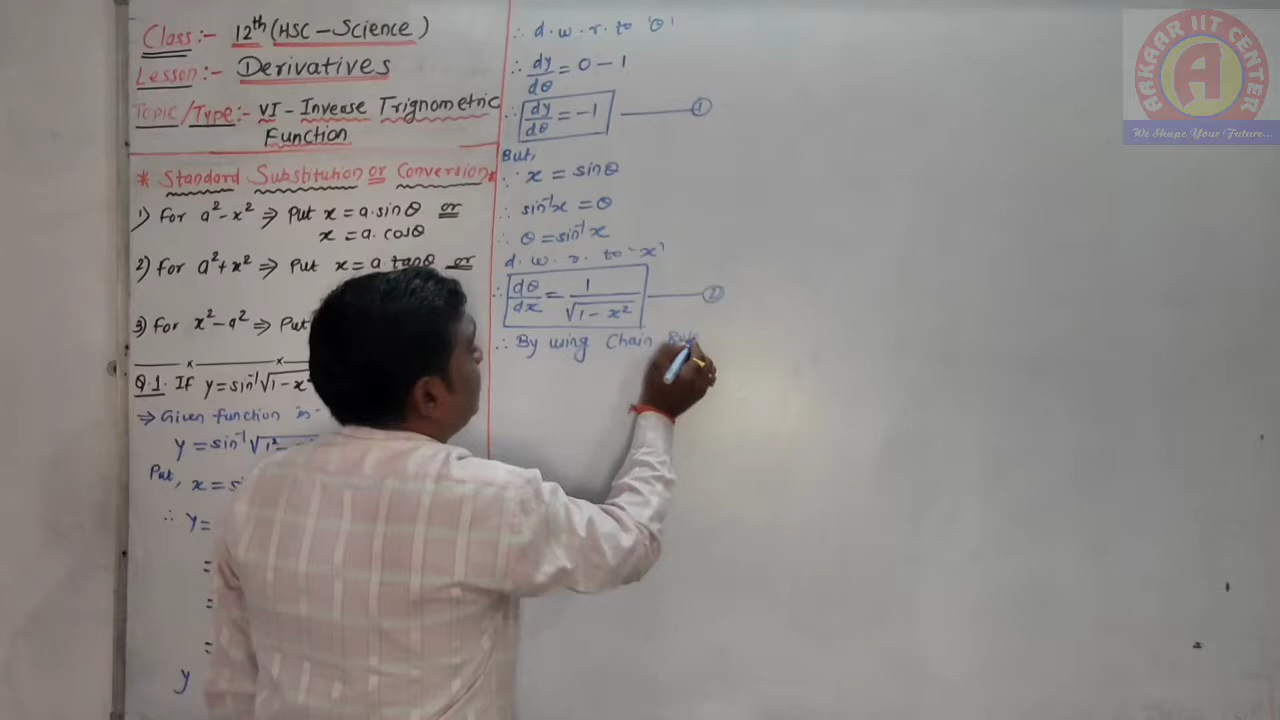 Class:- 12th (HSC - Science)
Lesson:- Derivatives
Topic/Type:- VI - Invease Trignometric
Function
* Standard Substitution or Conversion *
1) For a² - x² ⇒ Put x = a.sinθ or
x = a.cosθ
2) For a² + x² ⇒ Put x = a.tanθ or
3) For x² - a² ⇒ Put
Q.1. If y = sin⁻¹√1 - x²
⇒ Given function is-
y = sin⁻¹√1² -
Put, x = s
∴ y =
=
=
=
y
∴ d.w.r. to 'θ'
∴ dy/dθ = 0 - 1
∴ dy/dθ = -1 ①
But,
∵ x = sinθ
∴ sin⁻¹x = θ
∴ θ = sin⁻¹x
d.w.r. to 'x'
∴ dθ/dx = 1/√1 - x² ②
∴ By using Chain Rule
AAKAAR IIT CENTER
A
We Shape Your Future...